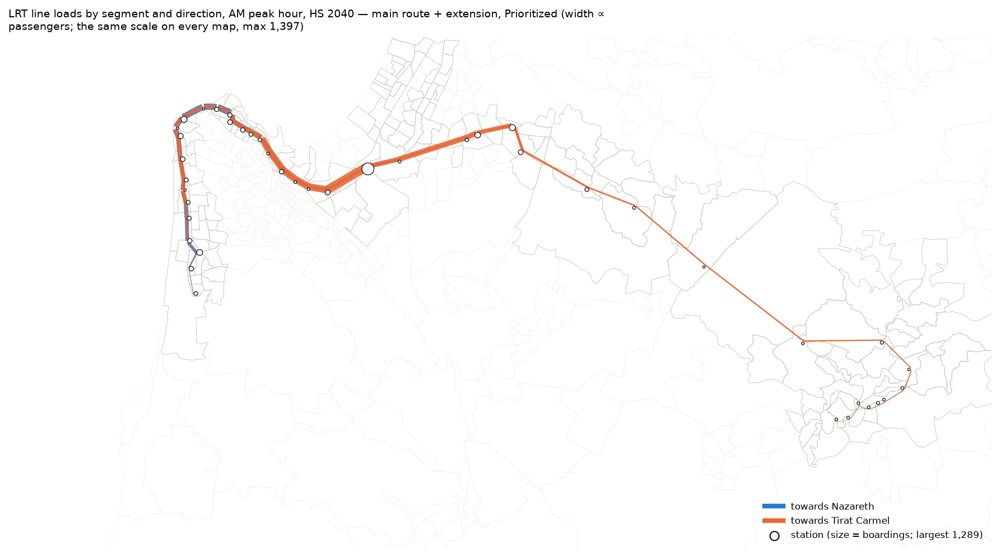 LRT line loads by segment and direction, AM peak hour, HS 2040 — main route + extension, Prioritized (width ∝
passengers; the same scale on every map, max 1,397)
towards Nazareth
towards Tirat Carmel
station (size = boardings; largest 1,289)